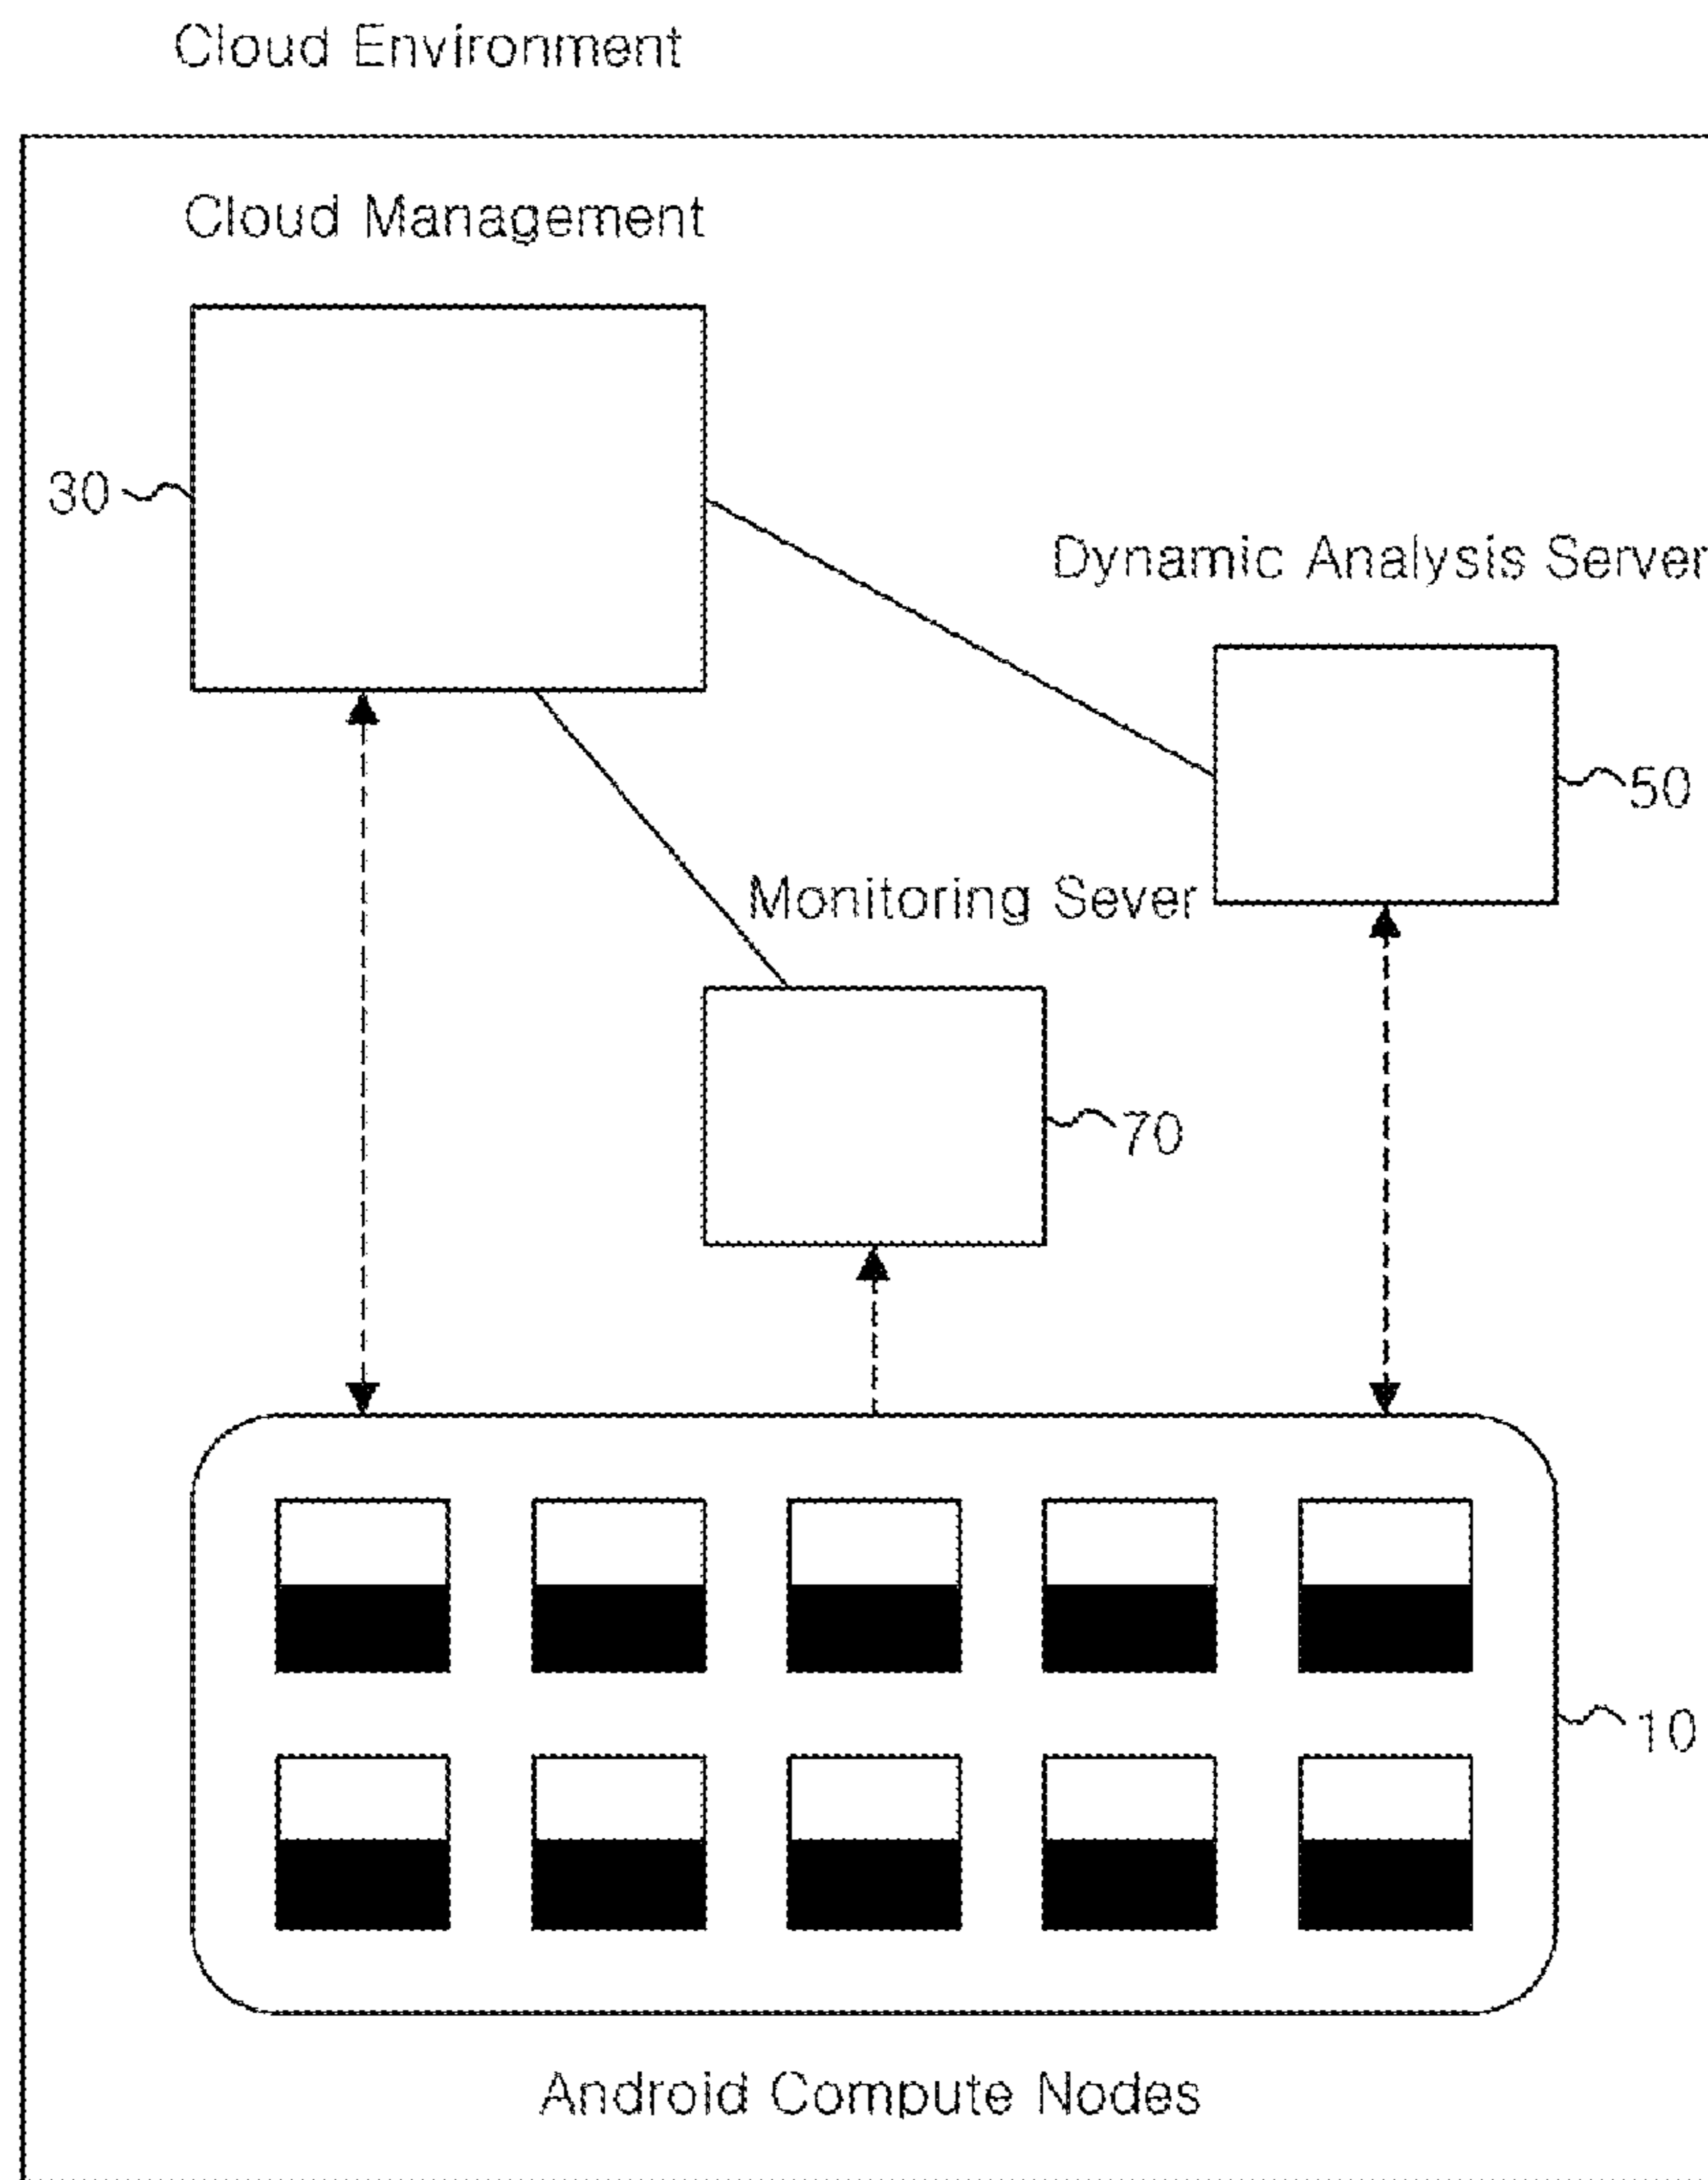 Cloud Environment
Cloud Management
30
Dynamic Analysis Server
50
Monitoring Sever
70
10
Android Compute Nodes